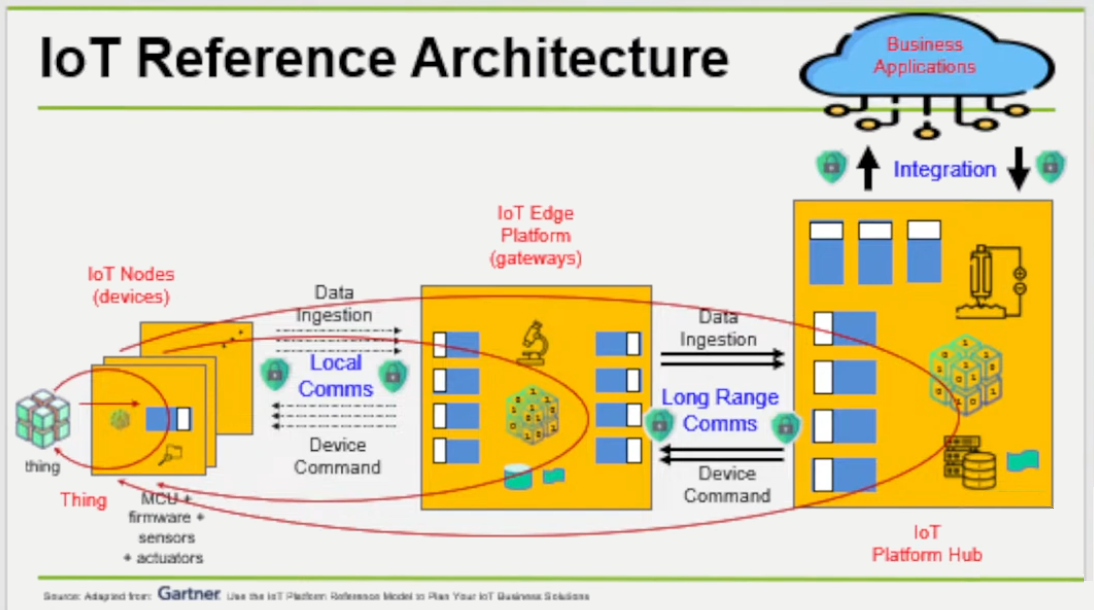 IoT Reference Architecture
Business
Applications
Integration
IoT Edge
Platform
(gateways)
IoT Nodes
(devices)
Data
Ingestion
Local
Comms
Device
Command
Data
Ingestion
Long Range
Comms
Device
Command
thing
Thing
MCU +
firmware +
sensors
+ actuators
IoT
Platform Hub
Source: Adapted from: Gartner Use the IoT Platform Reference Model to Plan Your IoT Business Solutions